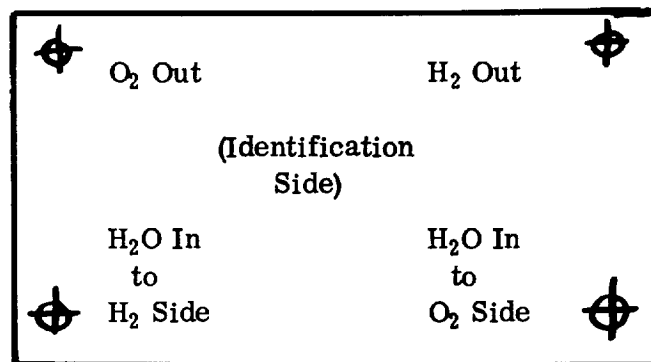 O₂ Out
H₂ Out
(Identification
Side)
H₂O In
to
H₂ Side
H₂O In
to
O₂ Side